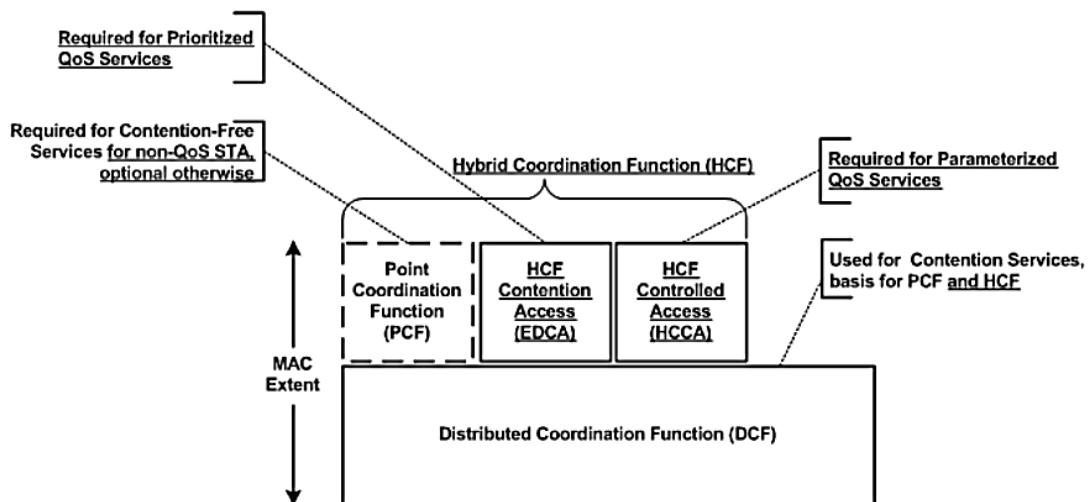 Required for Prioritized
QoS Services
Required for Contention-Free
Services for non-QoS STA,
optional otherwise
Hybrid Coordination Function (HCF)
Required for Parameterized
QoS Services
Used for Contention Services,
basis for PCF and HCF
Point
Coordination
Function
(PCF)
HCF
Contention
Access
(EDCA)
HCF
Controlled
Access
(HCCA)
MAC
Extent
Distributed Coordination Function (DCF)